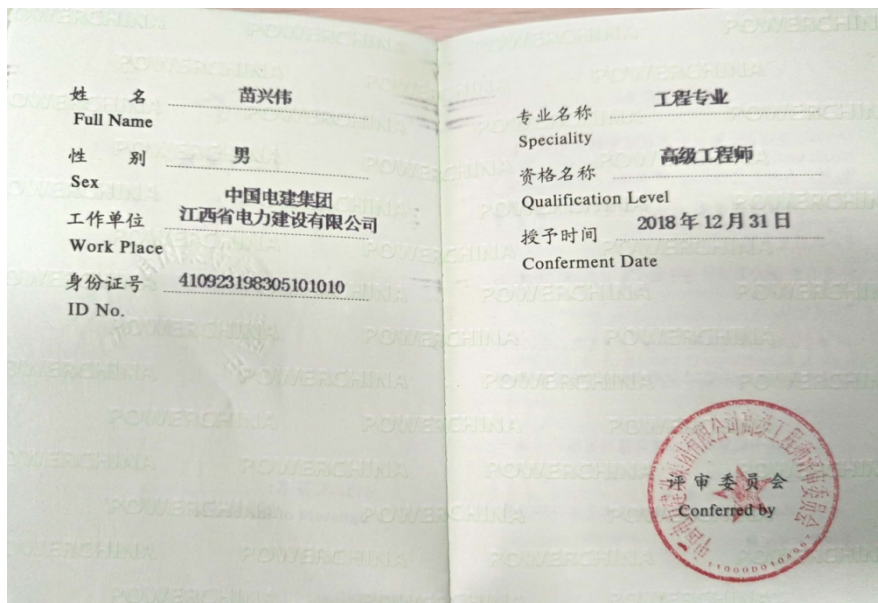 姓 名 苗兴伟
Full Name
性 别 男
Sex
中国电建集团
工作单位 江西省电力建设有限公司
Work Place
身份证号 410923198305101010
ID No.
专业名称 工程专业
Speciality
资格名称 高级工程师
Qualification Level
授予时间 2018年12月31日
Conferment Date
评审委员会
Conferred by
POWERCHINA